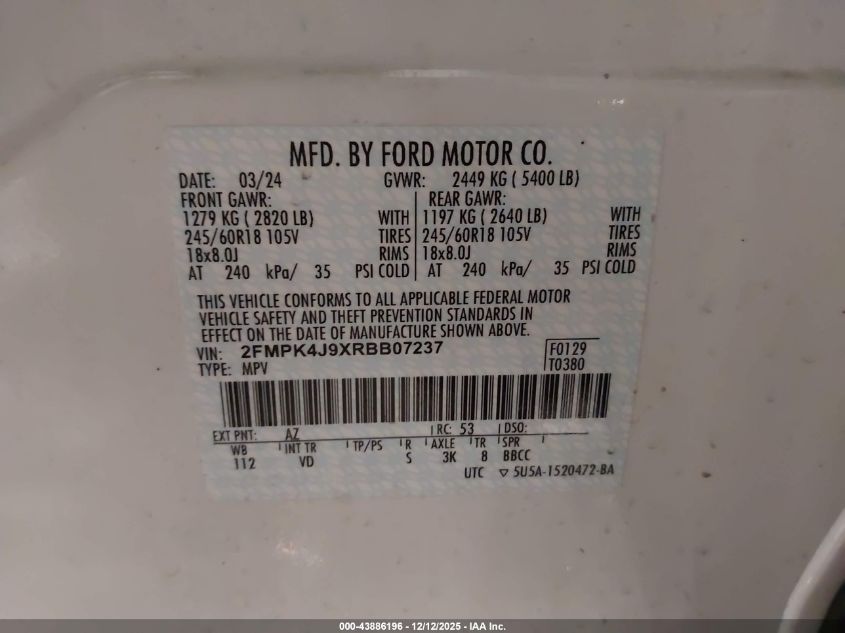 MFD. BY FORD MOTOR CO.
DATE: 03/24 GVWR: 2449 KG ( 5400 LB)
FRONT GAWR: REAR GAWR:
1279 KG ( 2820 LB) WITH 1197 KG ( 2640 LB) WITH
245/60R18 105V TIRES 245/60R18 105V TIRES
18x8.0J RIMS 18x8.0J RIMS
AT 240 kPa/ 35 PSI COLD AT 240 kPa/ 35 PSI COLD
THIS VEHICLE CONFORMS TO ALL APPLICABLE FEDERAL MOTOR
VEHICLE SAFETY AND THEFT PREVENTION STANDARDS IN
EFFECT ON THE DATE OF MANUFACTURE SHOWN ABOVE.
VIN: 2FMPK4J9XRBB07237 F0129
TYPE: MPV T0380
EXT PNT: AZ RC: 53 DSO:
WB INT TR TP/PS R AXLE TR SPR
112 VD S 3K 8 BBCC
UTC ▽ 5U5A-1520472-BA
000-43886196 - 12/12/2025 - IAA Inc.